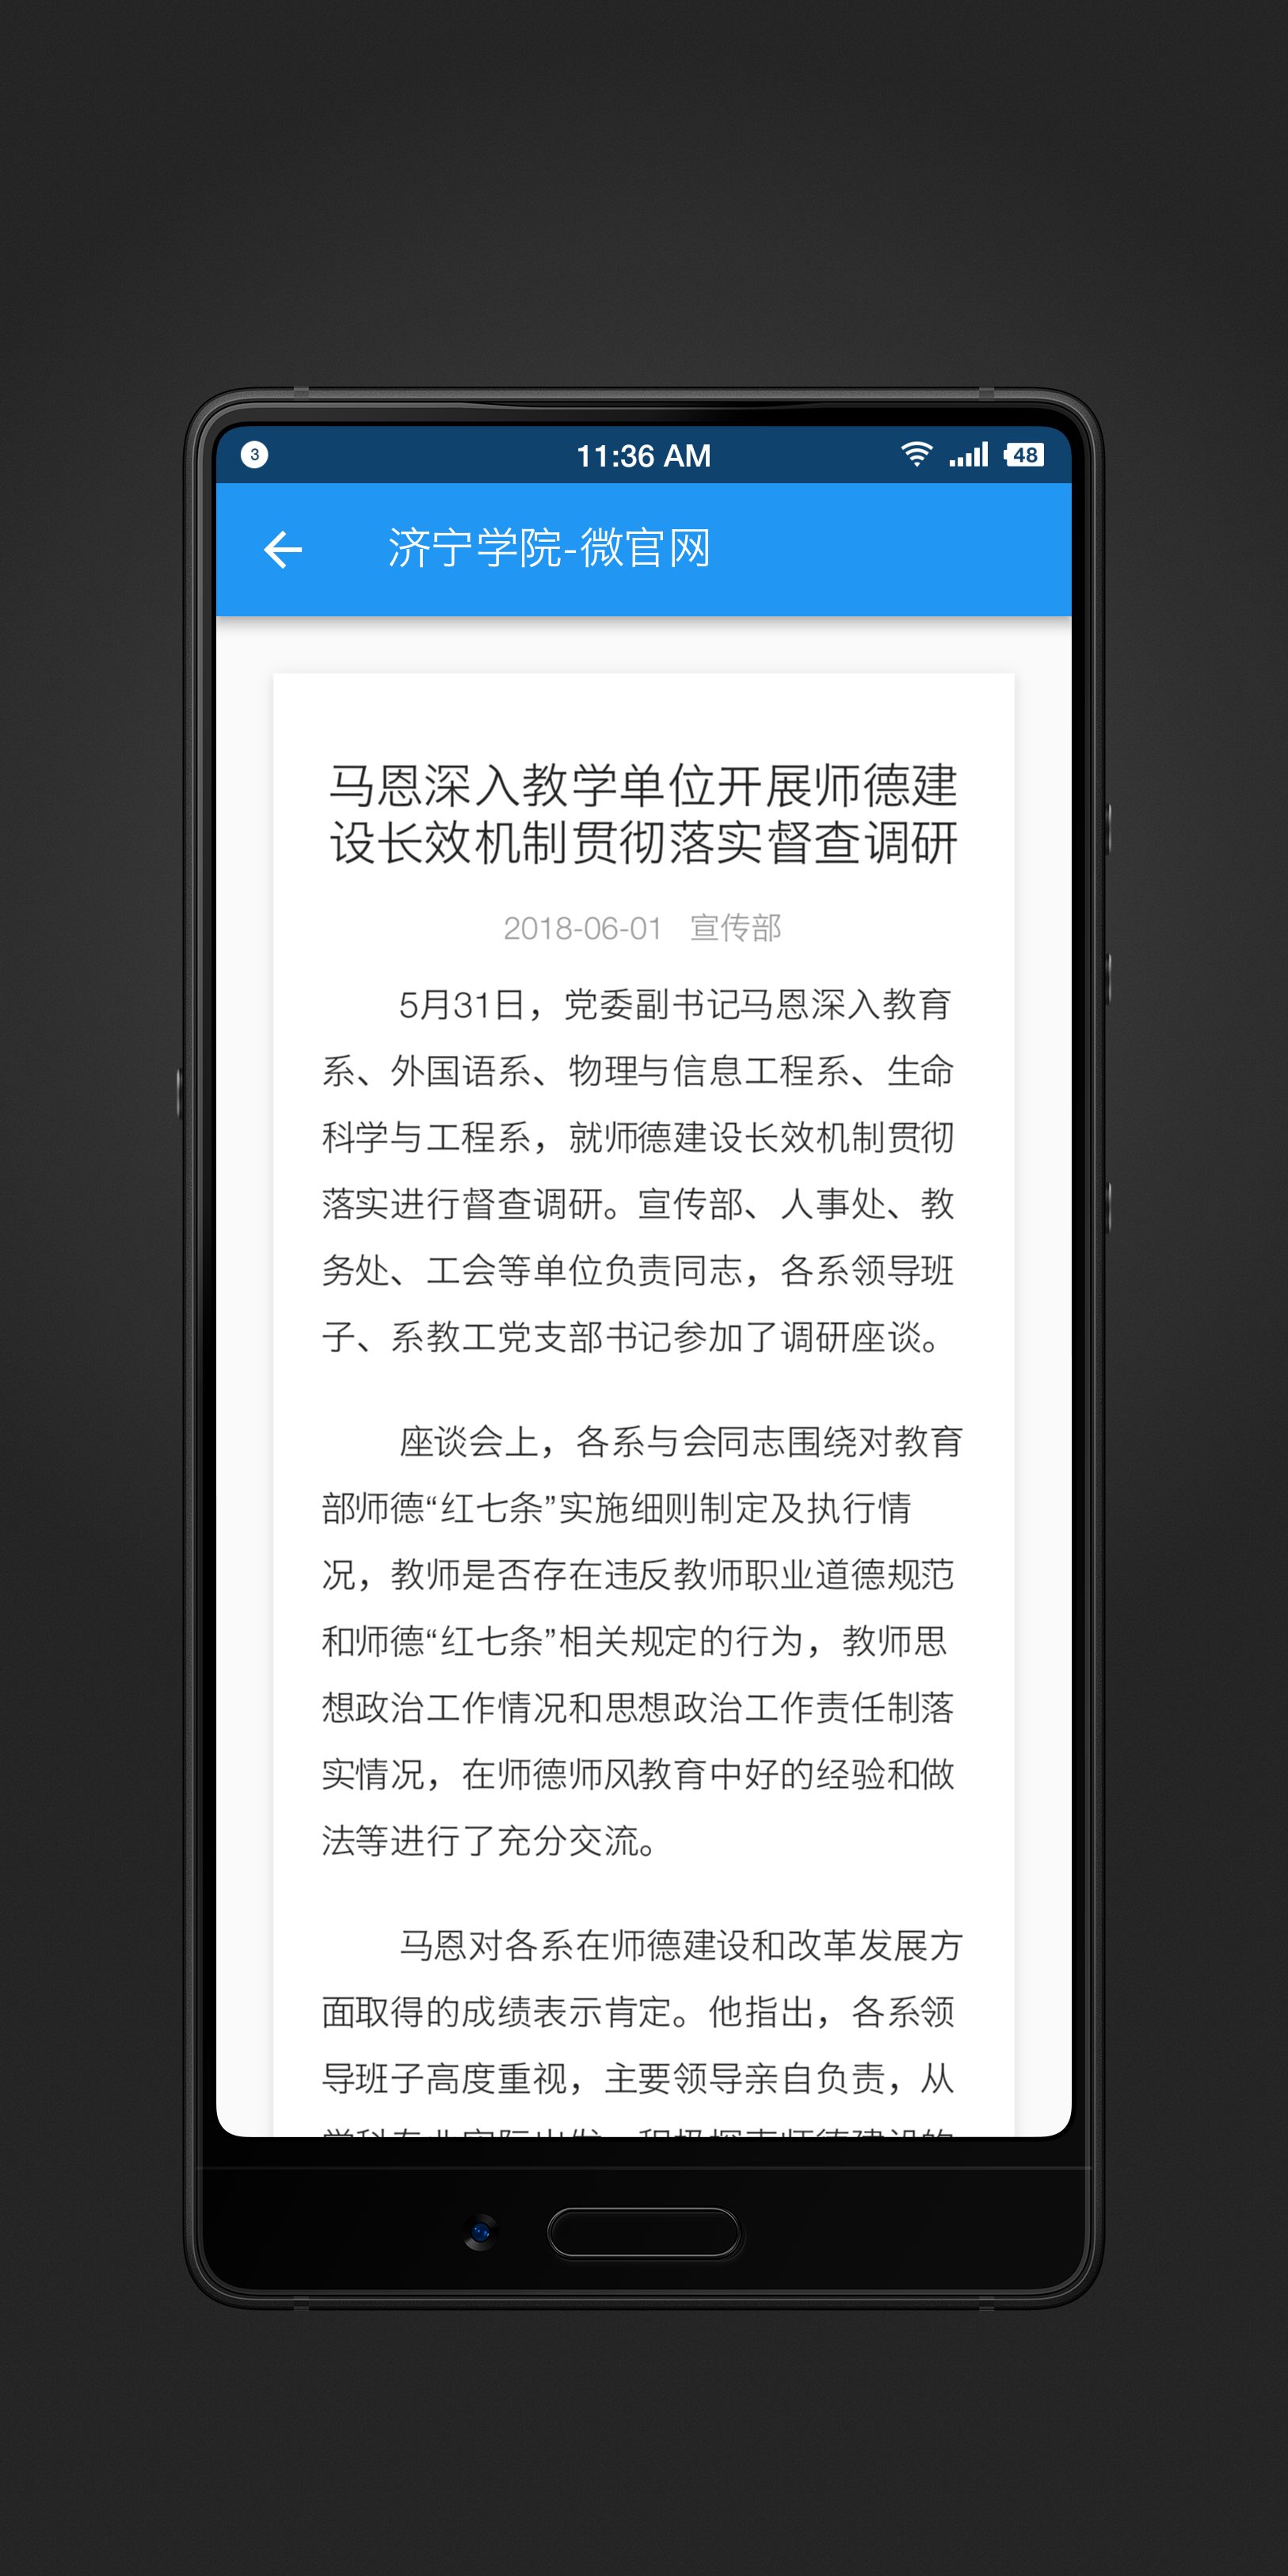 3
11:36 AM
48
济宁学院-微官网
马恩深入教学单位开展师德建
设长效机制贯彻落实督查调研
2018-06-01 宣传部
5月31日，党委副书记马恩深入教育
系、外国语系、物理与信息工程系、生命
科学与工程系，就师德建设长效机制贯彻
落实进行督查调研。宣传部、人事处、教
务处、工会等单位负责同志，各系领导班
子、系教工党支部书记参加了调研座谈。
座谈会上，各系与会同志围绕对教育
部师德“红七条”实施细则制定及执行情
况，教师是否存在违反教师职业道德规范
和师德“红七条”相关规定的行为，教师思
想政治工作情况和思想政治工作责任制落
实情况，在师德师风教育中好的经验和做
法等进行了充分交流。
马恩对各系在师德建设和改革发展方
面取得的成绩表示肯定。他指出，各系领
导班子高度重视，主要领导亲自负责，从